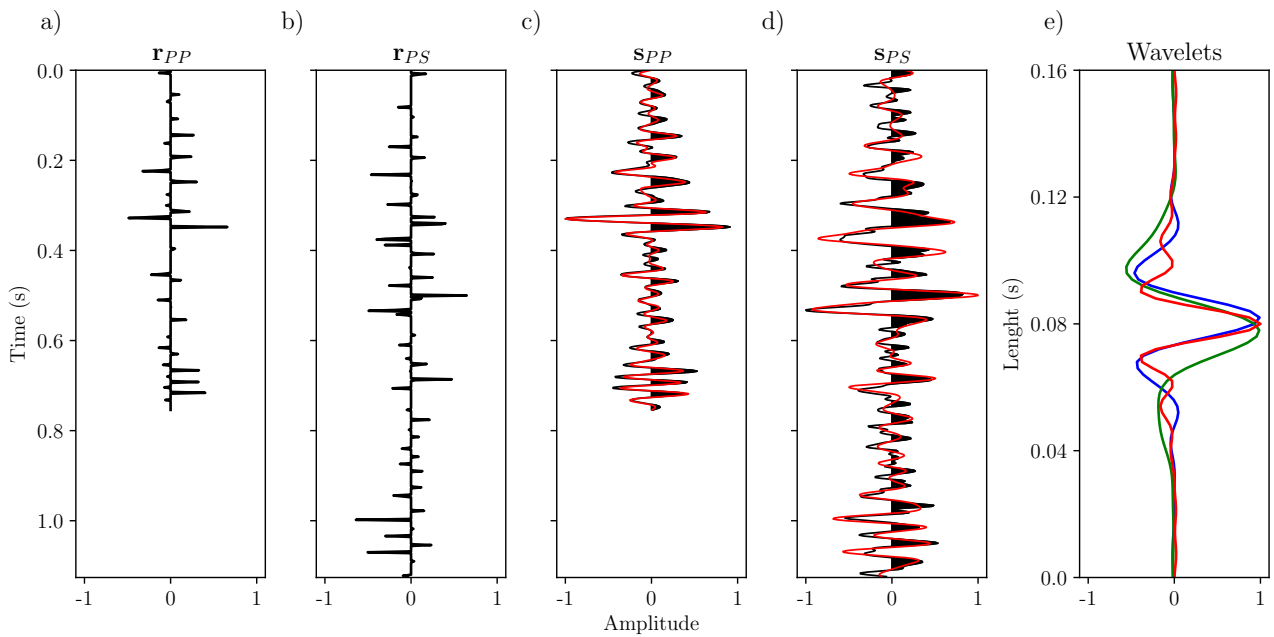 a) b) c) d) e)
r_PP r_PS s_PP s_PS Wavelets
0.0
0.2
0.4
0.6
0.8
1.0
Time (s)
-1 0 1
-1 0 1
-1 0 1
-1 0 1
Amplitude
0.16
0.12
0.08
0.04
0.0
Lenght (s)
-1 0 1